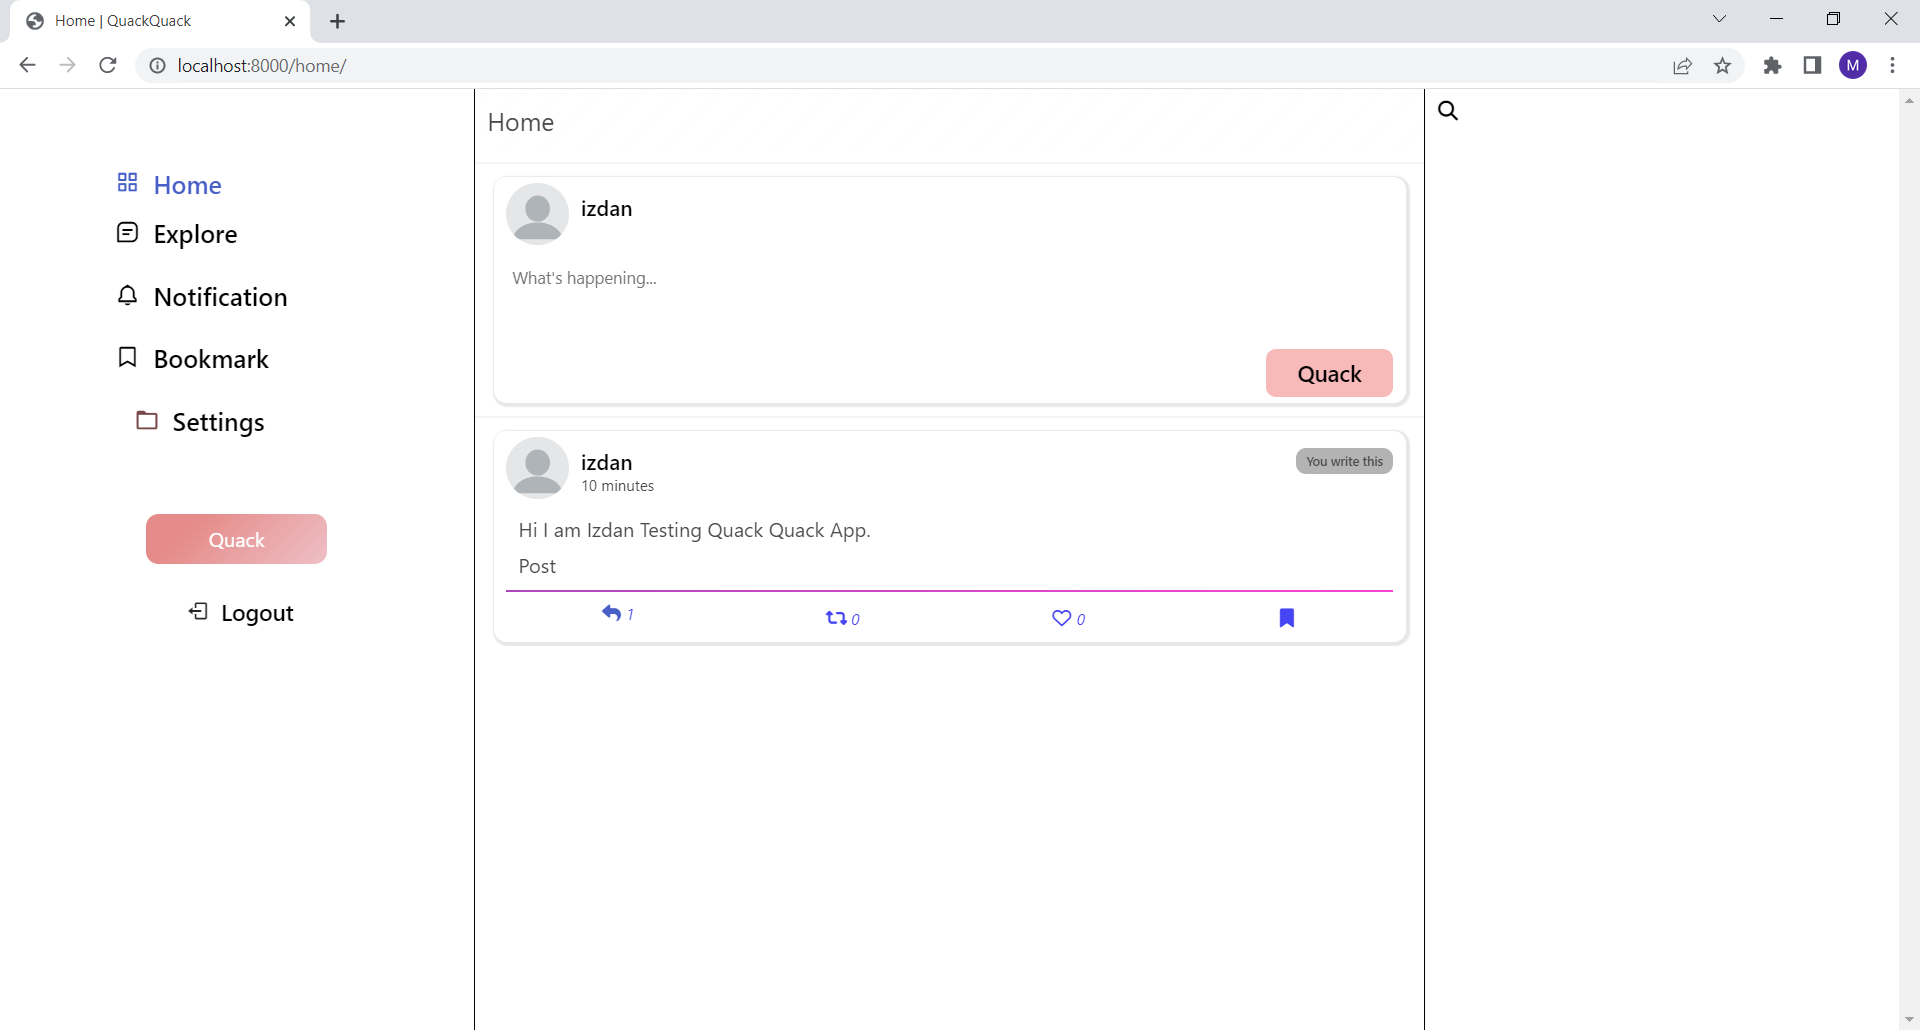 Home | QuackQuack
localhost:8000/home/
M
Home
Explore
Notification
Bookmark
Settings
Quack
Logout
Home
izdan
What's happening...
Quack
izdan
You write this
10 minutes
Hi I am Izdan Testing Quack Quack App.
Post
1 0 0